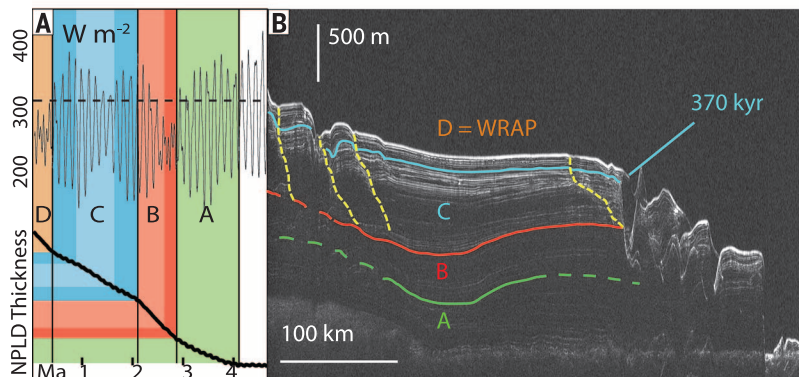 A
W m⁻²
400
300
200
D
C
B
A
NPLD Thickness
Ma
1
2
3
4
B
500 m
370 kyr
D = WRAP
C
B
A
100 km